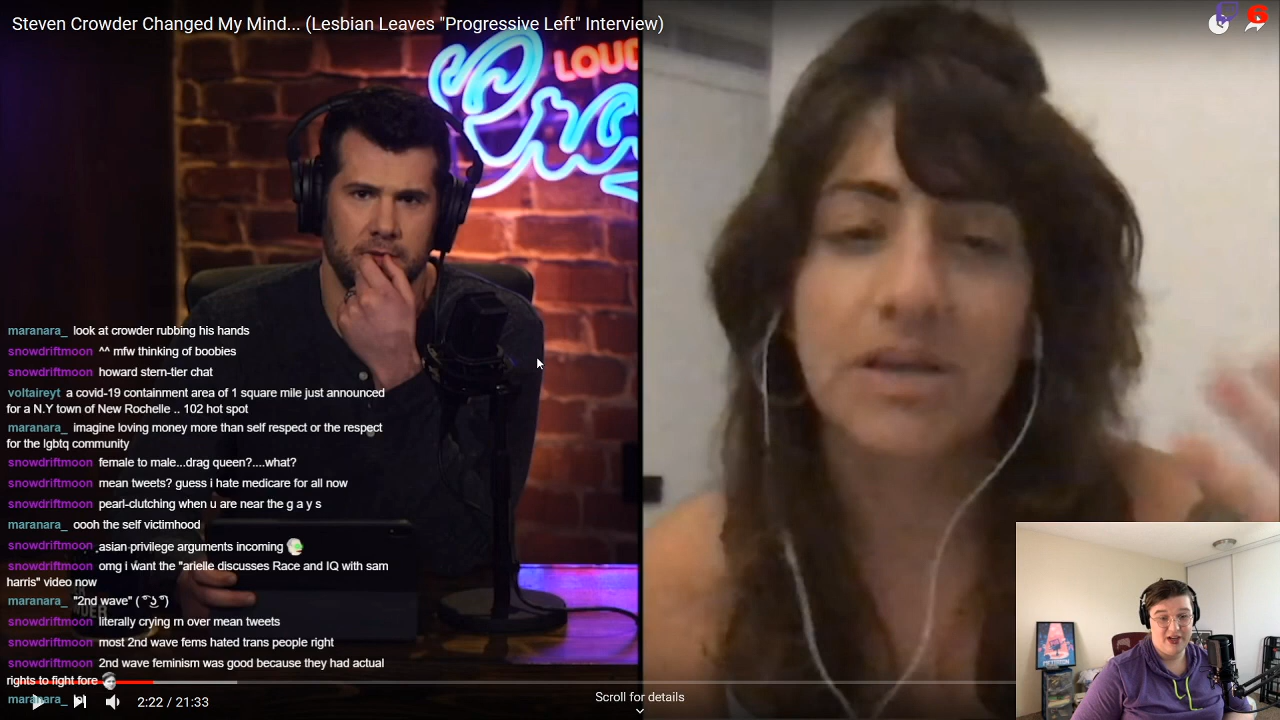 Steven Crowder Changed My Mind... (Lesbian Leaves "Progressive Left" Interview)
LOUD
maranara_ look at crowder rubbing his hands
snowdriftmoon ^^ mfw thinking of boobies
snowdriftmoon howard stern-tier chat
voltaireyt a covid-19 containment area of 1 square mile just announced
for a N.Y town of New Rochelle .. 102 hot spot
maranara_ imagine loving money more than self respect or the respect
for the lgbtq community
snowdriftmoon female to male...drag queen?....what?
snowdriftmoon mean tweets? guess i hate medicare for all now
snowdriftmoon pearl-clutching when u are near the g a y s
maranara_ oooh the self victimhood
snowdriftmoon asian privilege arguments incoming
snowdriftmoon omg i want the "arielle discusses Race and IQ with sam
harris" video now
maranara_ "2nd wave" ( ͡° ͜ʖ ͡°)
snowdriftmoon literally crying rn over mean tweets
snowdriftmoon most 2nd wave fems hated trans people right
snowdriftmoon 2nd wave feminism was good because they had actual
rights to fight fore
maranara_ lol
2:22 / 21:33
Scroll for details